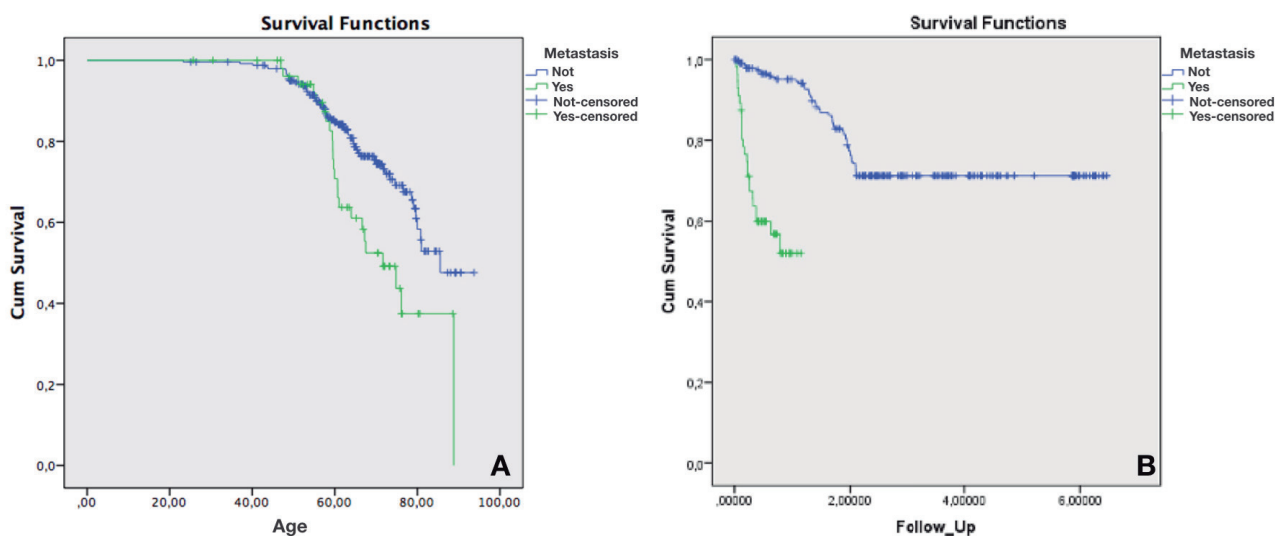 Survival Functions
Cum Survival
1,0
0,8
0,6
0,4
0,2
0,0
,00
20,00
40,00
60,00
80,00
100,00
Age
A
Metastasis
Not
Yes
Not-censored
Yes-censored
Survival Functions
Cum Survival
1,0
0,8
0,6
0,4
0,2
0,0
,00000
2,00000
4,00000
6,00000
Follow_Up
B
Metastasis
Not
Yes
Not-censored
Yes-censored